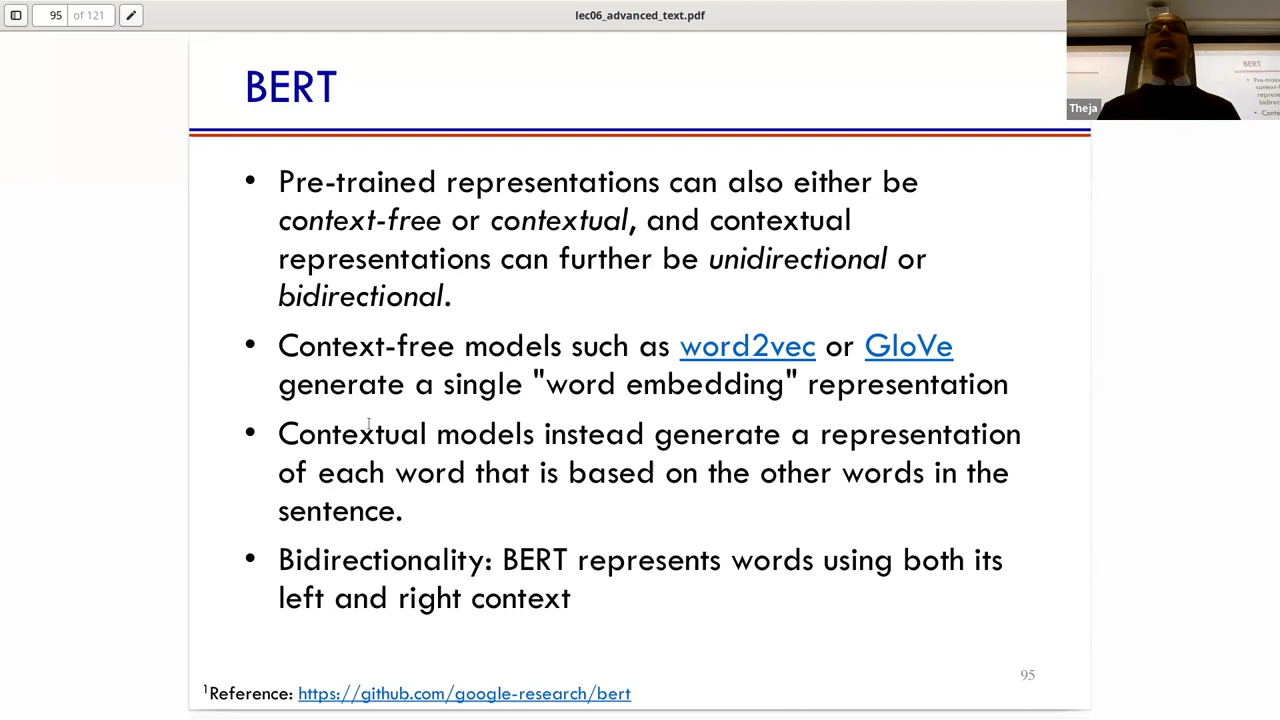 95 of 121
lec06_advanced_text.pdf
Theja
BERT
BERT
• Pre-trained representations can also either be
context-free or contextual, and contextual
representations can further be unidirectional or
bidirectional.
• Context-free models such as word2vec or GloVe
generate a single "word embedding" representation
• Contextual models instead generate a representation
of each word that is based on the other words in the
sentence.
• Bidirectionality: BERT represents words using both its
left and right context
95
1Reference: https://github.com/google-research/bert